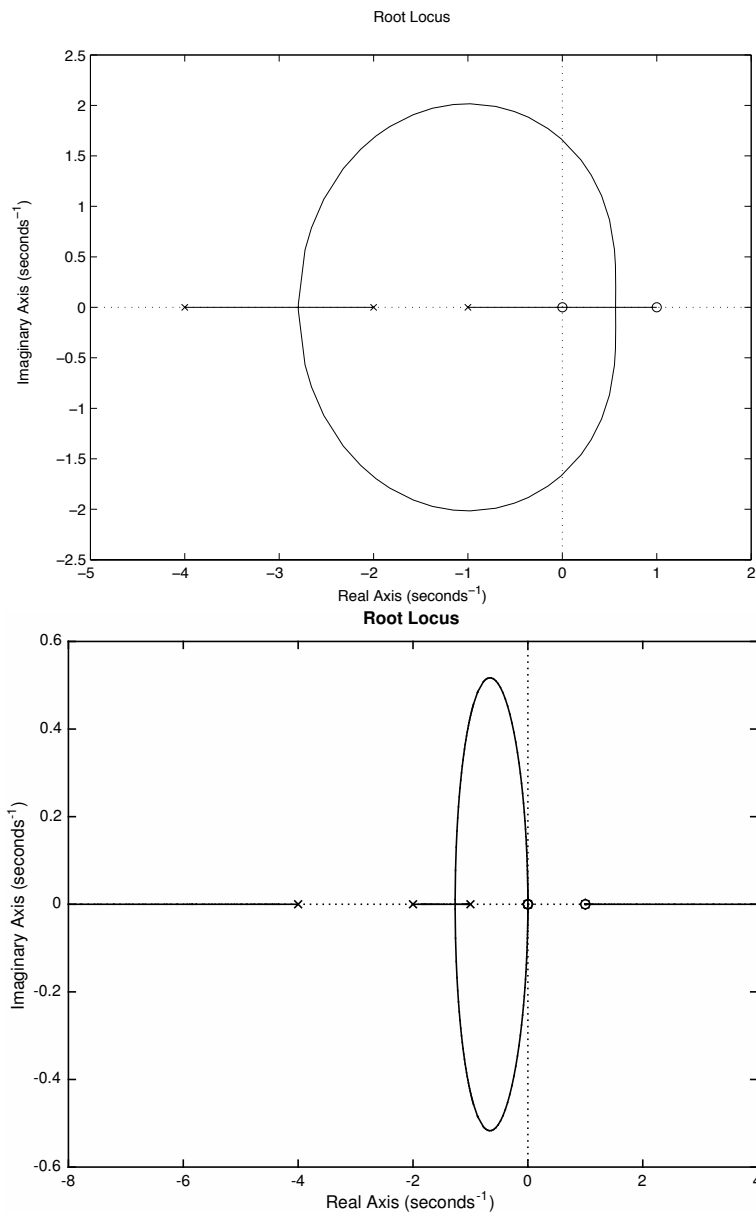 Root Locus
2.5
2
1.5
1
0.5
0
−0.5
−1
−1.5
−2
−2.5
Imaginary Axis (seconds−1)
−5 −4 −3 −2 −1 0 1 2
Real Axis (seconds−1)
Root Locus
0.6
0.4
0.2
0
-0.2
-0.4
-0.6
Imaginary Axis (seconds-1)
-8 -6 -4 -2 0 2 4
Real Axis (seconds-1)